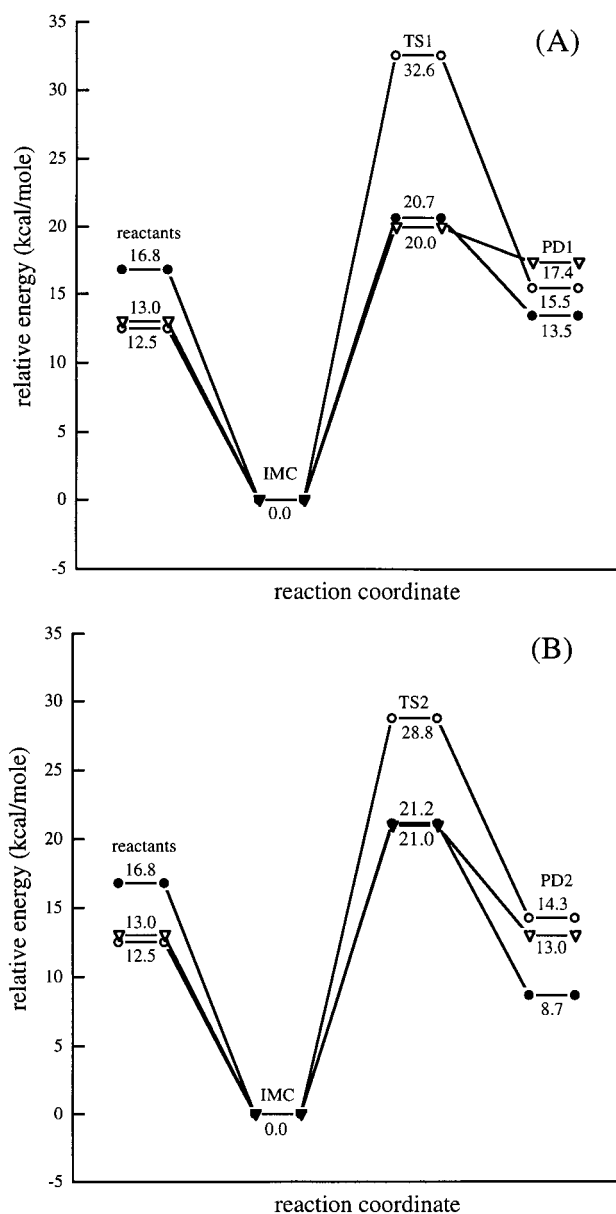 (A)
relative energy (kcal/mole)
35
30
25
20
15
10
5
0
-5
TS1
32.6
20.7
20.0
reactants
16.8
13.0
12.5
PD1
17.4
15.5
13.5
IMC
0.0
reaction coordinate
(B)
relative energy (kcal/mole)
35
30
25
20
15
10
5
0
-5
TS2
28.8
21.2
21.0
reactants
16.8
13.0
12.5
PD2
14.3
13.0
8.7
IMC
0.0
reaction coordinate